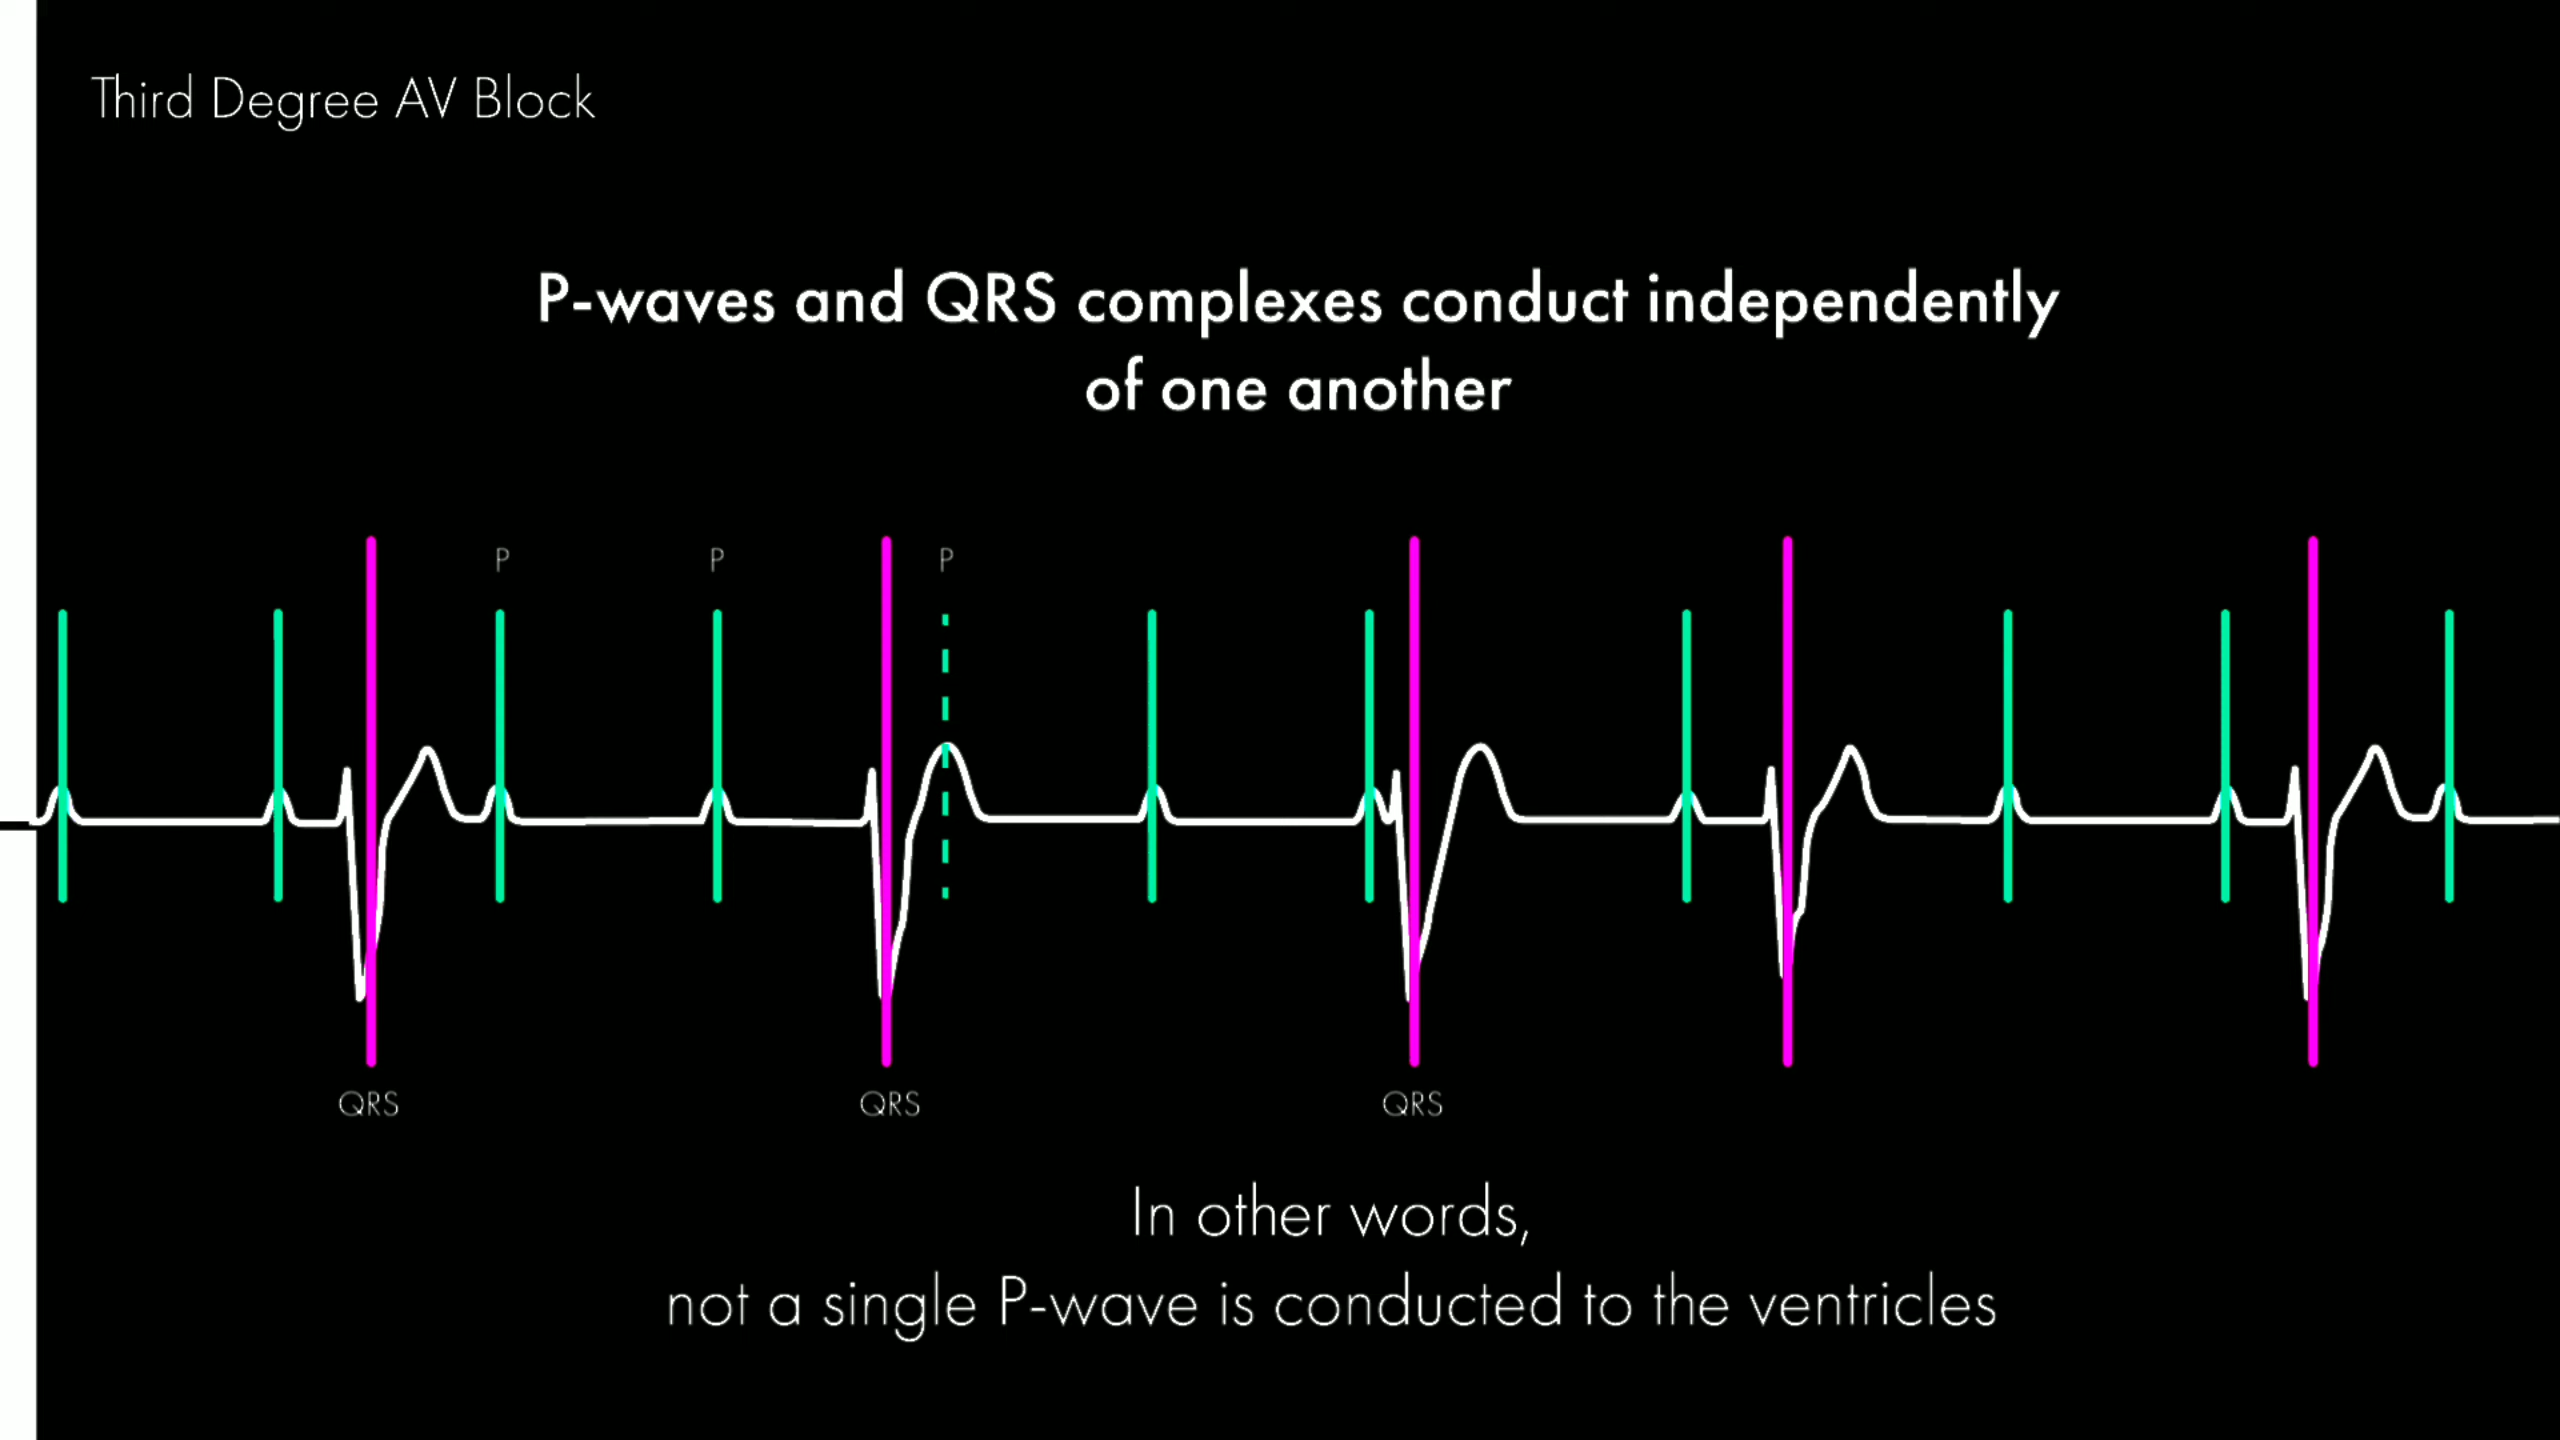 Third Degree AV Block
P-waves and QRS complexes conduct independently
of one another
P P P
QRS QRS QRS
In other words,
not a single P-wave is conducted to the ventricles